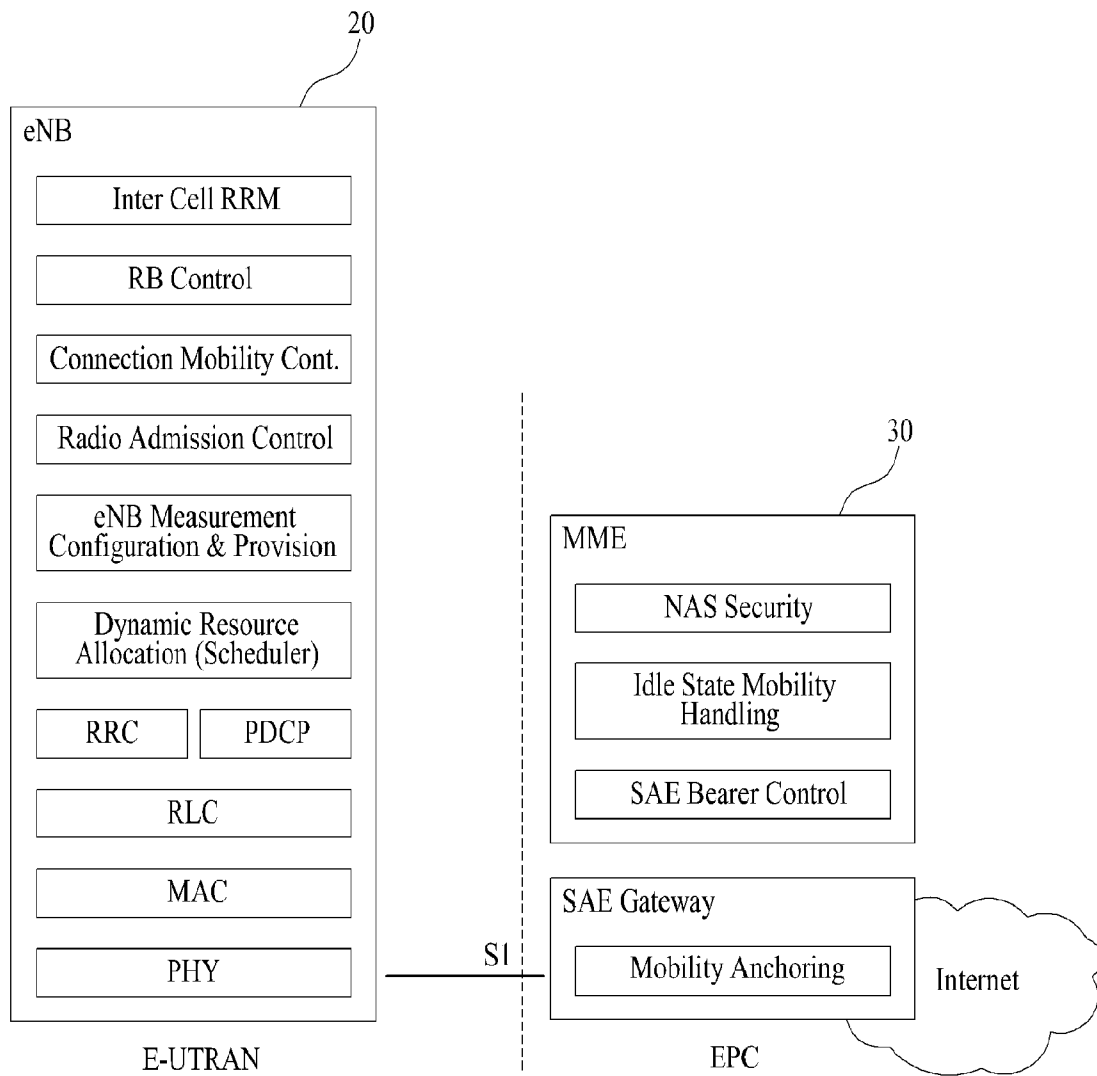 20
eNB
Inter Cell RRM
RB Control
Connection Mobility Cont.
Radio Admission Control
eNB Measurement
Configuration & Provision
Dynamic Resource
Allocation (Scheduler)
RRC
PDCP
RLC
MAC
PHY
E-UTRAN
S1
30
MME
NAS Security
Idle State Mobility
Handling
SAE Bearer Control
SAE Gateway
Mobility Anchoring
Internet
EPC